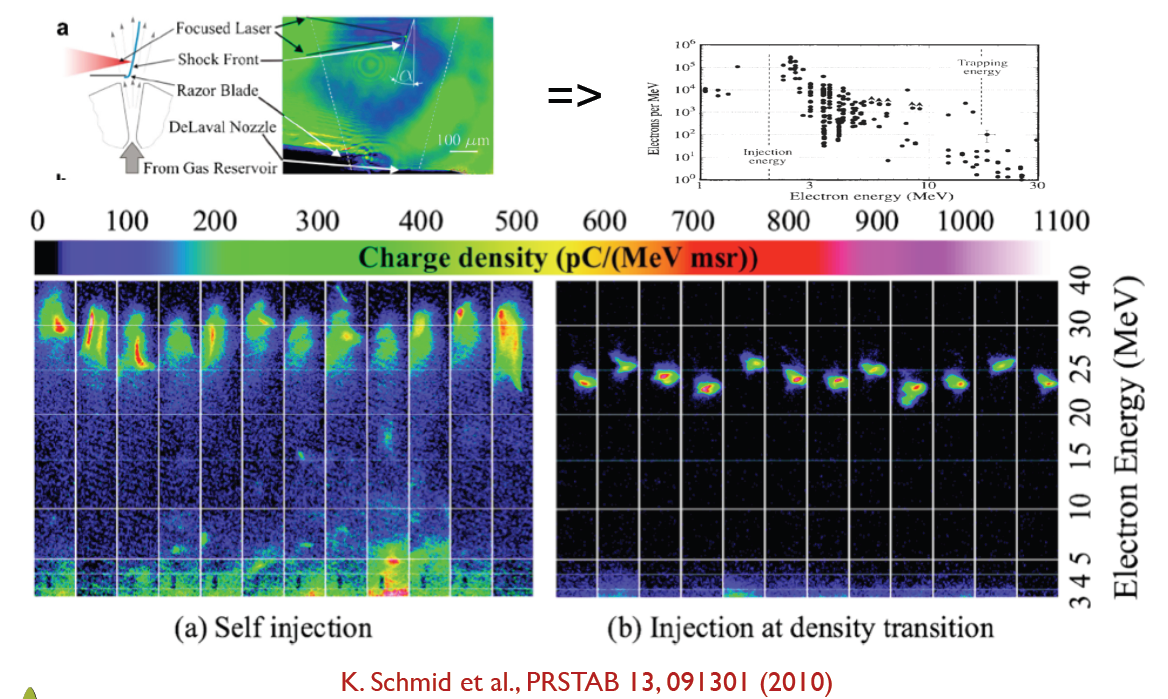 a
Focused Laser
Shock Front
Razor Blade
DeLaval Nozzle
From Gas Reservoir
α
100 μm
=>
Electrons per MeV
10⁶
10⁵
10⁴
10³
10²
10¹
10⁰
Injection energy
Trapping energy
1 3 10 30
Electron energy (MeV)
0 100 200 300 400 500 600 700 800 900 1000 1100
Charge density (pC/(MeV msr))
40
30
25
20
15
10
5
4
3
Electron Energy (MeV)
(a) Self injection
(b) Injection at density transition
K. Schmid et al., PRSTAB 13, 091301 (2010)